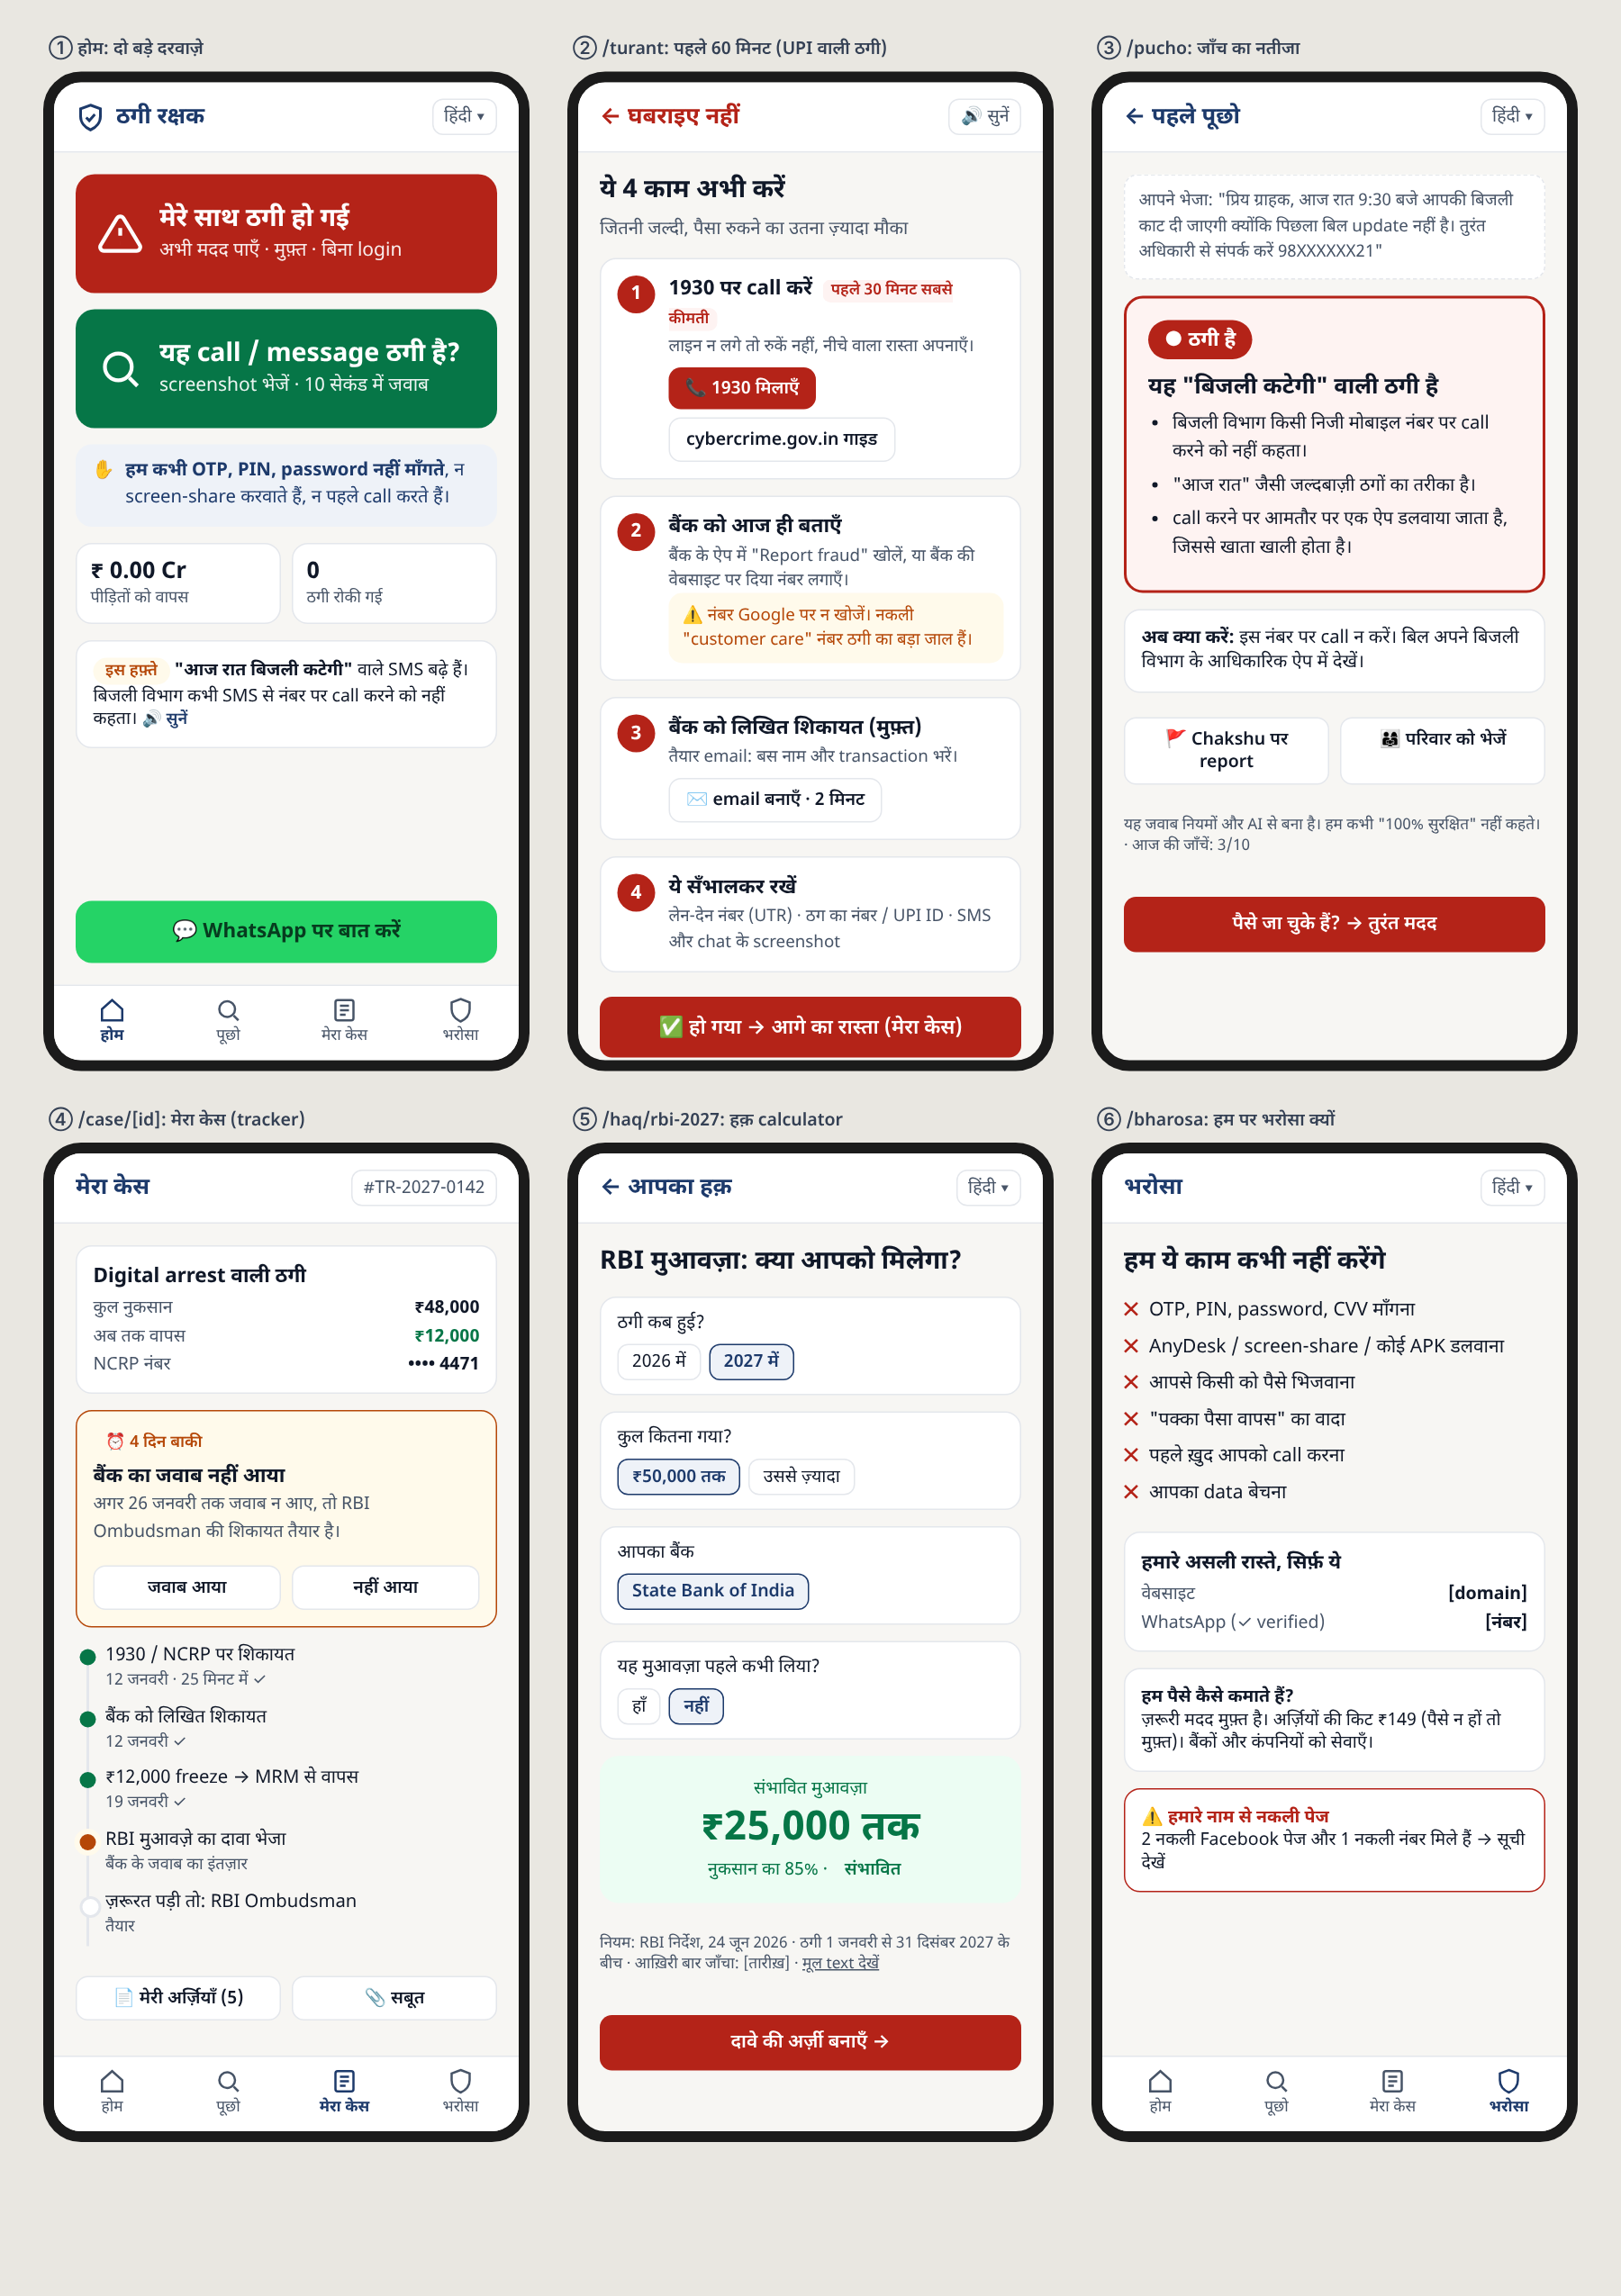 ① होम: दो बड़े दरवाज़े
ठगी रक्षक
हिंदी ▾
मेरे साथ ठगी हो गई
अभी मदद पाएँ · मुफ़्त · बिना login
यह call / message ठगी है?
screenshot भेजें · 10 सेकंड में जवाब
✋ हम कभी OTP, PIN, password नहीं माँगते, न
screen-share करवाते हैं, न पहले call करते हैं।
₹ 0.00 Cr
पीड़ितों को वापस
0
ठगी रोकी गई
इस हफ़्ते "आज रात बिजली कटेगी" वाले SMS बढ़े हैं।
बिजली विभाग कभी SMS से नंबर पर call करने को नहीं
कहता। 🔊 सुनें
💬 WhatsApp पर बात करें
होम
पूछो
मेरा केस
भरोसा
② /turant: पहले 60 मिनट (UPI वाली ठगी)
← घबराइए नहीं
🔊 सुनें
ये 4 काम अभी करें
जितनी जल्दी, पैसा रुकने का उतना ज़्यादा मौका
1
1930 पर call करें पहले 30 मिनट सबसे
कीमती
लाइन न लगे तो रुकें नहीं, नीचे वाला रास्ता अपनाएँ।
📞 1930 मिलाएँ
cybercrime.gov.in गाइड
2
बैंक को आज ही बताएँ
बैंक के ऐप में "Report fraud" खोलें, या बैंक की
वेबसाइट पर दिया नंबर लगाएँ।
⚠️ नंबर Google पर न खोजें। नकली
"customer care" नंबर ठगी का बड़ा जाल हैं।
3
बैंक को लिखित शिकायत (मुफ़्त)
तैयार email: बस नाम और transaction भरें।
✉️ email बनाएँ · 2 मिनट
4
ये सँभालकर रखें
लेन-देन नंबर (UTR) · ठग का नंबर / UPI ID · SMS
और chat के screenshot
✅ हो गया → आगे का रास्ता (मेरा केस)
③ /pucho: जाँच का नतीजा
← पहले पूछो
हिंदी ▾
आपने भेजा: "प्रिय ग्राहक, आज रात 9:30 बजे आपकी बिजली
काट दी जाएगी क्योंकि पिछला बिल update नहीं है। तुरंत
अधिकारी से संपर्क करें 98XXXXXX21"
ठगी है
यह "बिजली कटेगी" वाली ठगी है
• बिजली विभाग किसी निजी मोबाइल नंबर पर call
करने को नहीं कहता।
• "आज रात" जैसी जल्दबाज़ी ठगों का तरीका है।
• call करने पर आमतौर पर एक ऐप डलवाया जाता है,
जिससे खाता खाली होता है।
अब क्या करें: इस नंबर पर call न करें। बिल अपने बिजली
विभाग के आधिकारिक ऐप में देखें।
🚩 Chakshu पर
report
👨‍👩‍👧 परिवार को भेजें
यह जवाब नियमों और AI से बना है। हम कभी "100% सुरक्षित" नहीं कहते।
· आज की जाँचें: 3/10
पैसे जा चुके हैं? → तुरंत मदद
④ /case/[id]: मेरा केस (tracker)
मेरा केस
#TR-2027-0142
Digital arrest वाली ठगी
कुल नुकसान ₹48,000
अब तक वापस ₹12,000
NCRP नंबर •••• 4471
⏰ 4 दिन बाकी
बैंक का जवाब नहीं आया
अगर 26 जनवरी तक जवाब न आए, तो RBI
Ombudsman की शिकायत तैयार है।
जवाब आया
नहीं आया
1930 / NCRP पर शिकायत
12 जनवरी · 25 मिनट में ✓
बैंक को लिखित शिकायत
12 जनवरी ✓
₹12,000 freeze → MRM से वापस
19 जनवरी ✓
RBI मुआवज़े का दावा भेजा
बैंक के जवाब का इंतज़ार
ज़रूरत पड़ी तो: RBI Ombudsman
तैयार
📄 मेरी अर्ज़ियाँ (5)
📎 सबूत
होम
पूछो
मेरा केस
भरोसा
⑤ /haq/rbi-2027: हक़ calculator
← आपका हक़
हिंदी ▾
RBI मुआवज़ा: क्या आपको मिलेगा?
ठगी कब हुई?
2026 में
2027 में
कुल कितना गया?
₹50,000 तक
उससे ज़्यादा
आपका बैंक
State Bank of India
यह मुआवज़ा पहले कभी लिया?
हाँ
नहीं
संभावित मुआवज़ा
₹25,000 तक
नुकसान का 85% · संभावित
नियम: RBI निर्देश, 24 जून 2026 · ठगी 1 जनवरी से 31 दिसंबर 2027 के
बीच · आख़िरी बार जाँचा: [तारीख़] · मूल text देखें
दावे की अर्ज़ी बनाएँ →
⑥ /bharosa: हम पर भरोसा क्यों
भरोसा
हिंदी ▾
हम ये काम कभी नहीं करेंगे
✕ OTP, PIN, password, CVV माँगना
✕ AnyDesk / screen-share / कोई APK डलवाना
✕ आपसे किसी को पैसे भिजवाना
✕ "पक्का पैसा वापस" का वादा
✕ पहले ख़ुद आपको call करना
✕ आपका data बेचना
हमारे असली रास्ते, सिर्फ़ ये
वेबसाइट [domain]
WhatsApp (✓ verified) [नंबर]
हम पैसे कैसे कमाते हैं?
ज़रूरी मदद मुफ़्त है। अर्ज़ियों की किट ₹149 (पैसे न हों तो
मुफ़्त)। बैंकों और कंपनियों को सेवाएँ।
⚠️ हमारे नाम से नकली पेज
2 नकली Facebook पेज और 1 नकली नंबर मिले हैं → सूची
देखें
होम
पूछो
मेरा केस
भरोसा